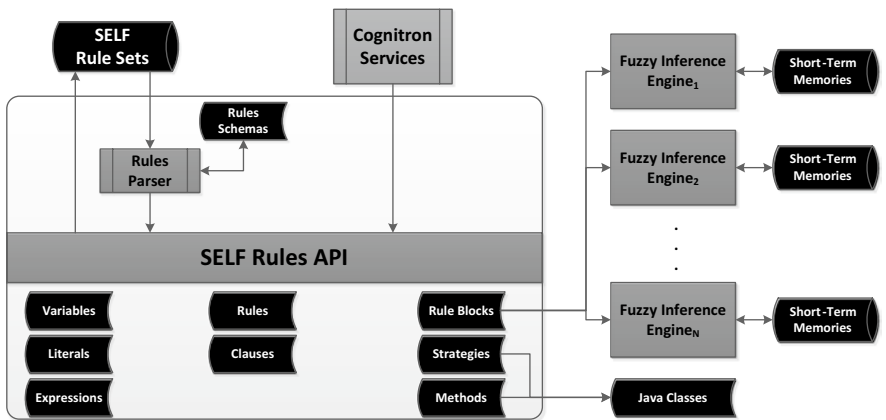 SELF
Rule Sets
Cognitron
Services
Fuzzy Inference
Engine1
Short-Term
Memories
Rules
Schemas
Rules
Parser
Fuzzy Inference
Engine2
Short-Term
Memories
.
.
.
SELF Rules API
Variables
Rules
Rule Blocks
Fuzzy Inference
EngineN
Short-Term
Memories
Literals
Clauses
Strategies
Expressions
Methods
Java Classes